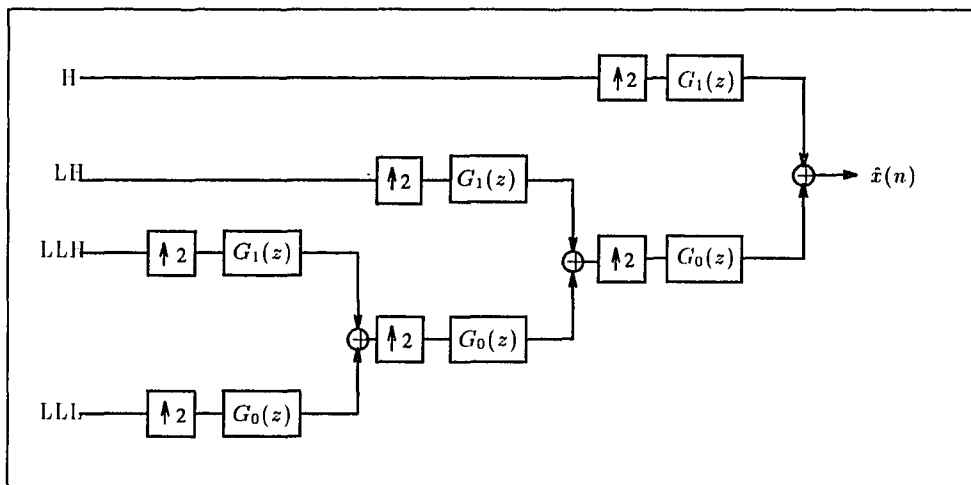 H ↑2 G₁(z)
LH ↑2 G₁(z) x̂(n)
LLH ↑2 G₁(z) ↑2 G₀(z)
↑2 G₀(z)
LLL ↑2 G₀(z)